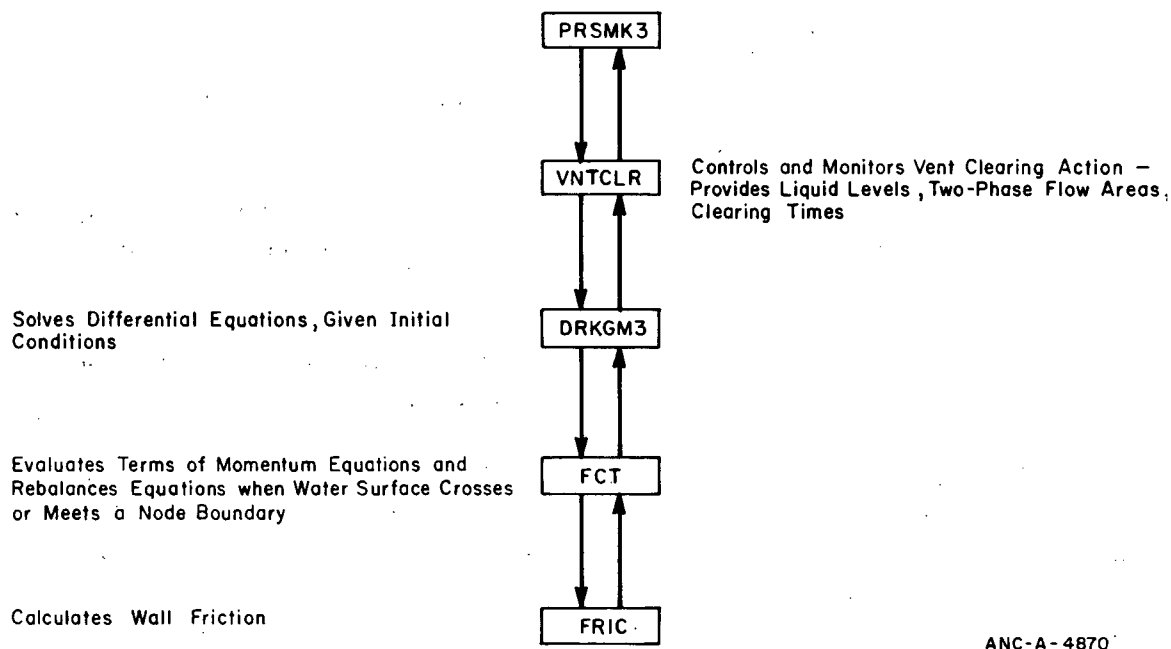 PRSMK3
VNTCLR
Controls and Monitors Vent Clearing Action —
Provides Liquid Levels, Two-Phase Flow Areas,
Clearing Times
Solves Differential Equations, Given Initial
Conditions
DRKGM3
Evaluates Terms of Momentum Equations and
Rebalances Equations when Water Surface Crosses
or Meets a Node Boundary
FCT
Calculates Wall Friction
FRIC
ANC-A-4870